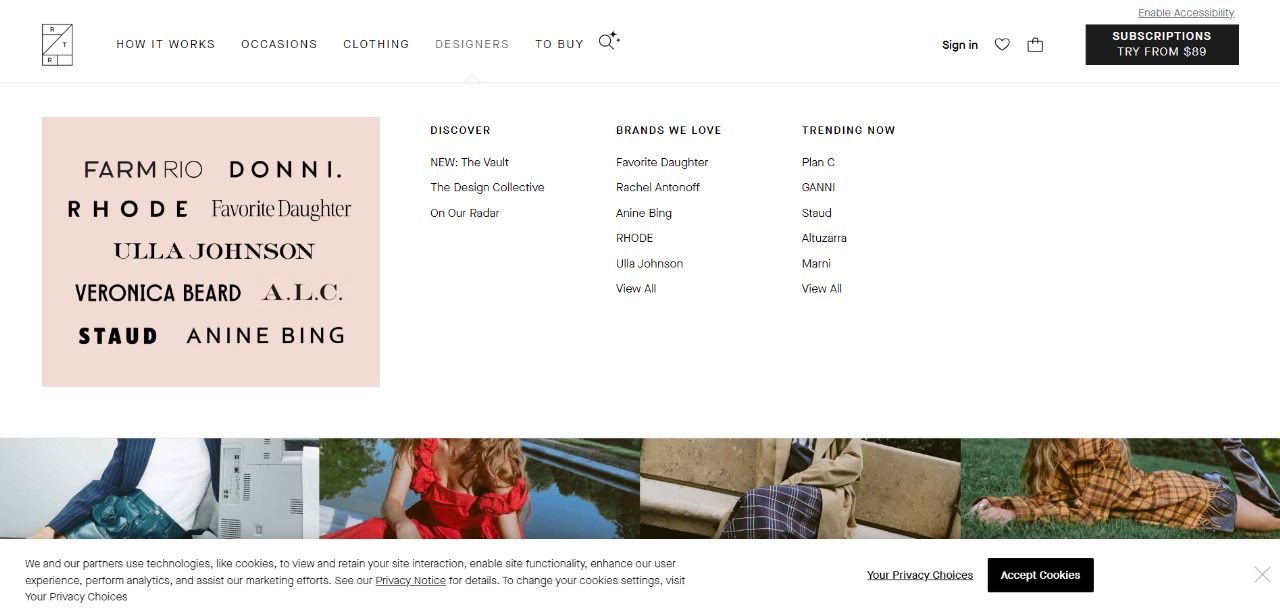 Enable Accessibility
R
T
R
HOW IT WORKS OCCASIONS CLOTHING DESIGNERS TO BUY
Sign in
SUBSCRIPTIONS
TRY FROM $89
FARM RIO DONNI.
RHODE Favorite Daughter
ULLA JOHNSON
VERONICA BEARD A.L.C.
STAUD ANINE BING
DISCOVER
NEW: The Vault
The Design Collective
On Our Radar
BRANDS WE LOVE
Favorite Daughter
Rachel Antonoff
Anine Bing
RHODE
Ulla Johnson
View All
TRENDING NOW
Plan C
GANNI
Staud
Altuzarra
Marni
View All
We and our partners use technologies, like cookies, to view and retain your site interaction, enable site functionality, enhance our user
experience, perform analytics, and assist our marketing efforts. See our Privacy Notice for details. To change your cookies settings, visit
Your Privacy Choices
Your Privacy Choices
Accept Cookies